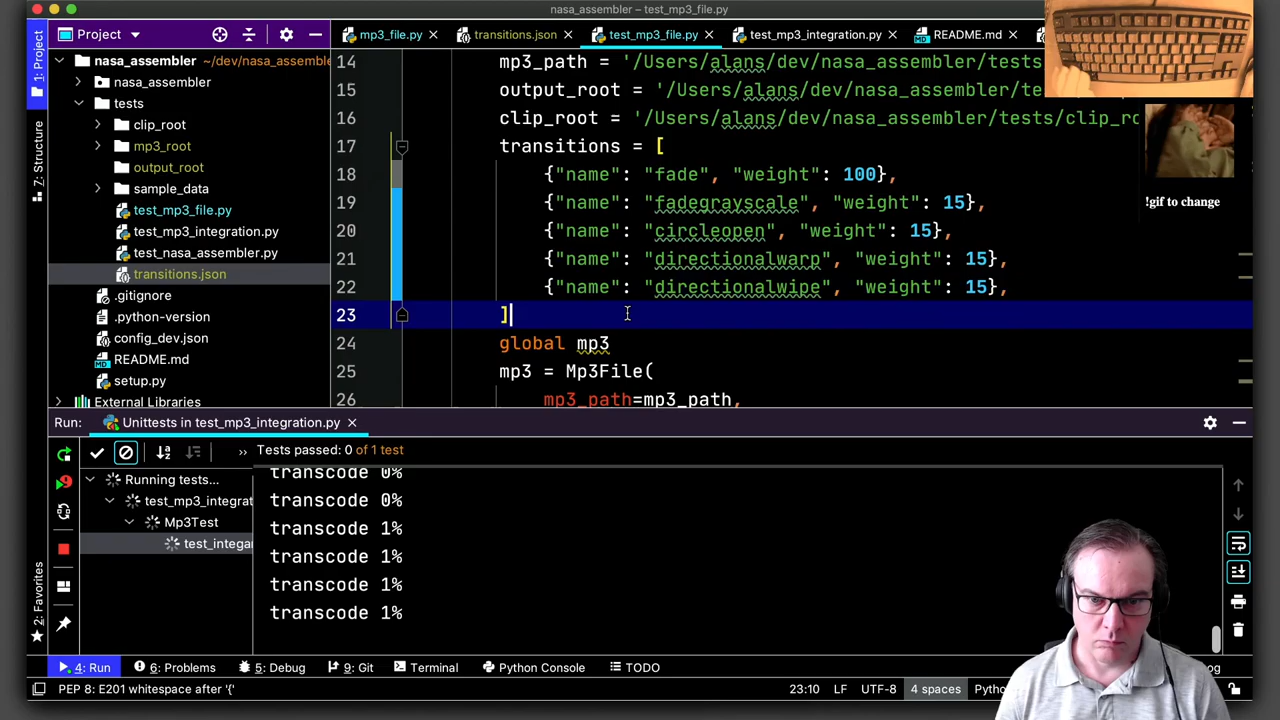 nasa_assembler – test_mp3_file.py
Project
mp3_file.py
transitions.json
test_mp3_file.py
test_mp3_integration.py
README.md
1: Project
7: Structure
2: Favorites
nasa_assembler ~/dev/nasa_assemble
nasa_assembler
tests
clip_root
mp3_root
output_root
sample_data
test_mp3_file.py
test_mp3_integration.py
test_nasa_assembler.py
transitions.json
.gitignore
.python-version
config_dev.json
README.md
setup.py
External Libraries
14 mp3_path = '/Users/alans/dev/nasa_assembler/tests
15 output_root = '/Users/alans/dev/nasa_assembler/te
16 clip_root = '/Users/alans/dev/nasa_assembler/tests/clip_ro
17 transitions = [
18 {"name": "fade", "weight": 100},
19 {"name": "fadegrayscale", "weight": 15},
20 {"name": "circleopen", "weight": 15},
21 {"name": "directionalwarp", "weight": 15},
22 {"name": "directionalwipe", "weight": 15},
23 ]
24 global mp3
25 mp3 = Mp3File(
26 mp3_path=mp3_path,
!gif to change
Run: Unittests in test_mp3_integration.py
Tests passed: 0 of 1 test
Running tests...
test_mp3_integrat
Mp3Test
test_integar
transcode 0%
transcode 0%
transcode 1%
transcode 1%
transcode 1%
transcode 1%
4: Run
6: Problems
5: Debug
9: Git
Terminal
Python Console
TODO
og
PEP 8: E201 whitespace after '{'
23:10 LF UTF-8 4 spaces Pytho